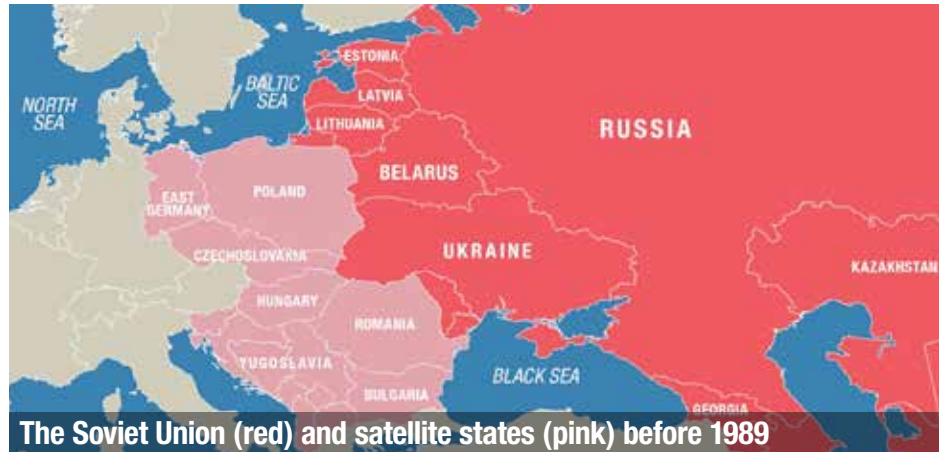 NORTH
SEA
BALTIC
SEA
ESTONIA
LATVIA
LITHUANIA
RUSSIA
BELARUS
EAST
GERMANY
POLAND
CZECHOSLOVAKIA
UKRAINE
KAZAKHSTAN
HUNGARY
ROMANIA
YUGOSLAVIA
BLACK SEA
BULGARIA
GEORGIA
The Soviet Union (red) and satellite states (pink) before 1989